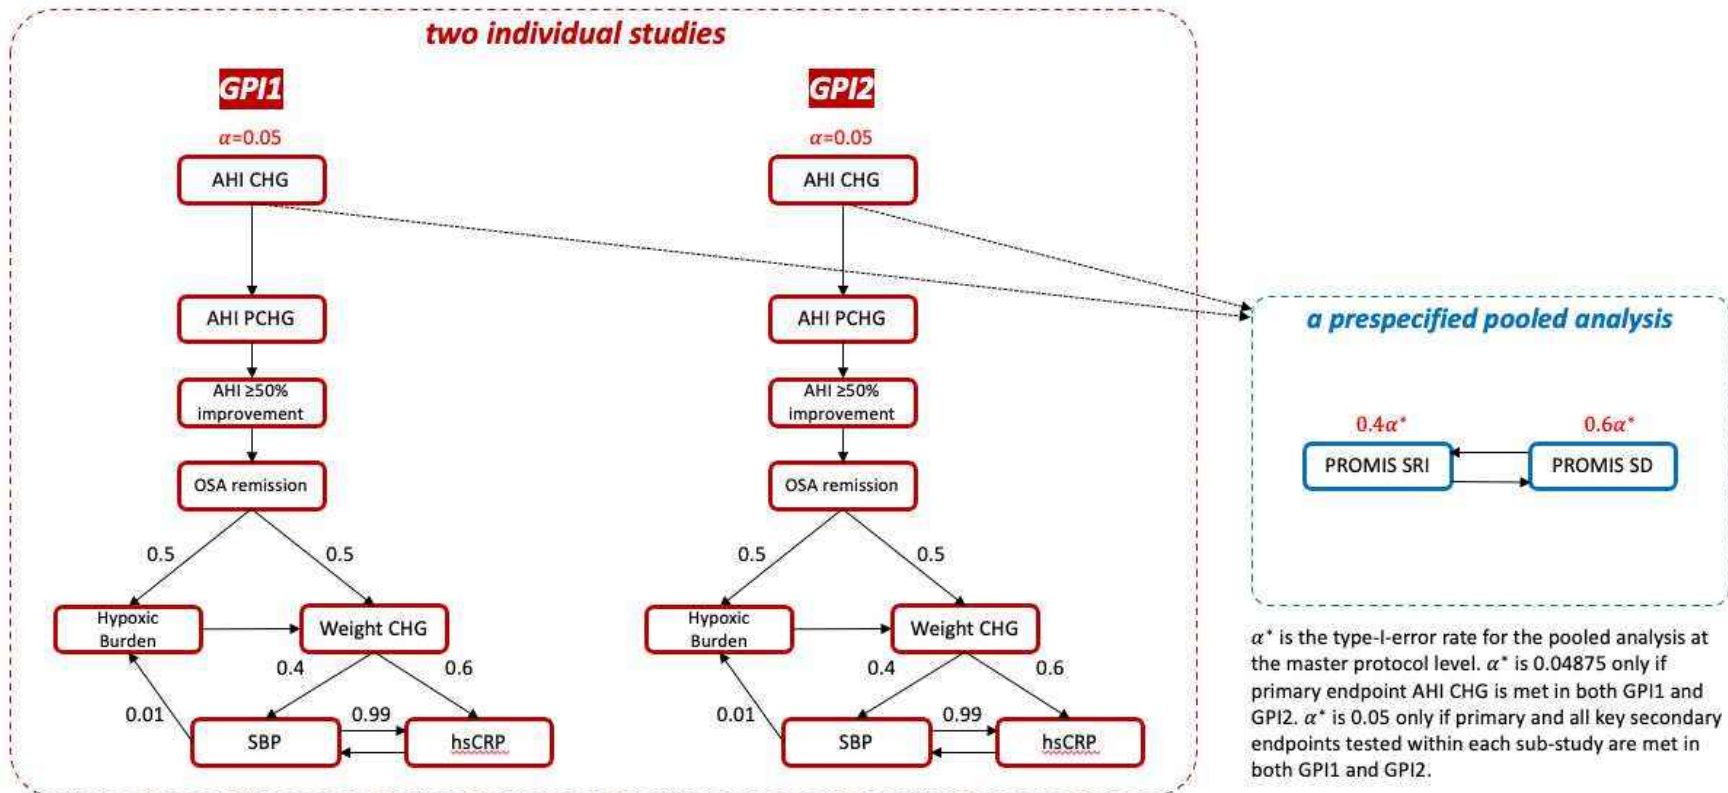 two individual studies
GPI1
α=0.05
AHI CHG
AHI PCHG
AHI ≥50%
improvement
OSA remission
0.5
0.5
Hypoxic
Burden
Weight CHG
0.4
0.6
0.01
0.99
SBP
hsCRP
GPI2
α=0.05
AHI CHG
AHI PCHG
AHI ≥50%
improvement
OSA remission
0.5
0.5
Hypoxic
Burden
Weight CHG
0.4
0.6
0.01
0.99
SBP
hsCRP
a prespecified pooled analysis
0.4α*
0.6α*
PROMIS SRI
PROMIS SD
α* is the type-I-error rate for the pooled analysis at
the master protocol level. α* is 0.04875 only if
primary endpoint AHI CHG is met in both GPI1 and
GPI2. α* is 0.05 only if primary and all key secondary
endpoints tested within each sub-study are met in
both GPI1 and GPI2.